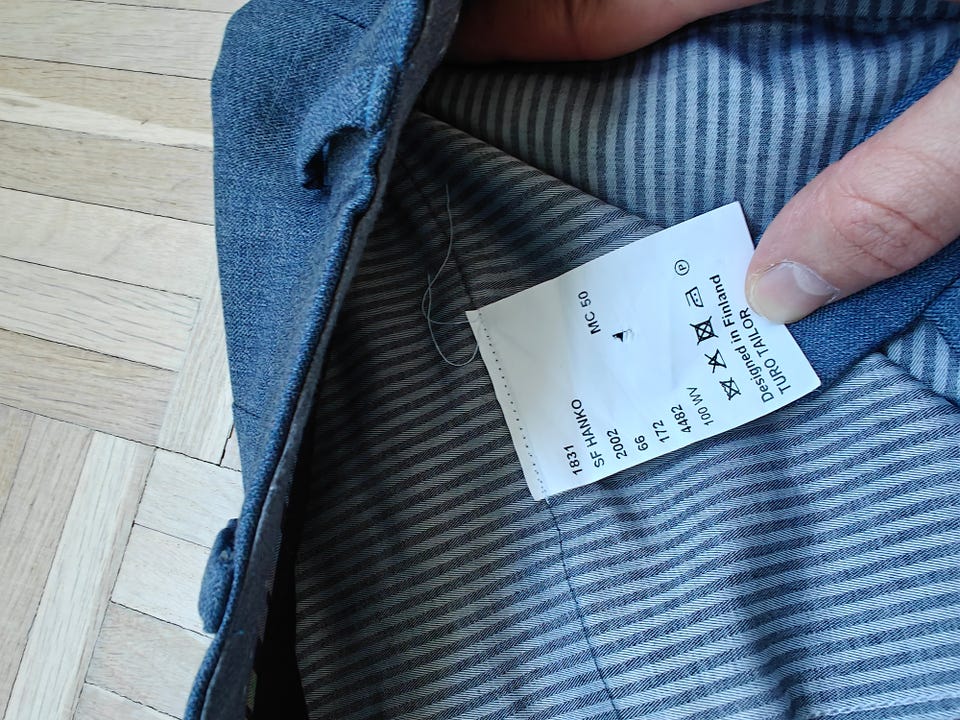 1831 MC 50
SF HANKO
2002
66
172
4482
100 WV
P
Designed in Finland
TURO TAILOR